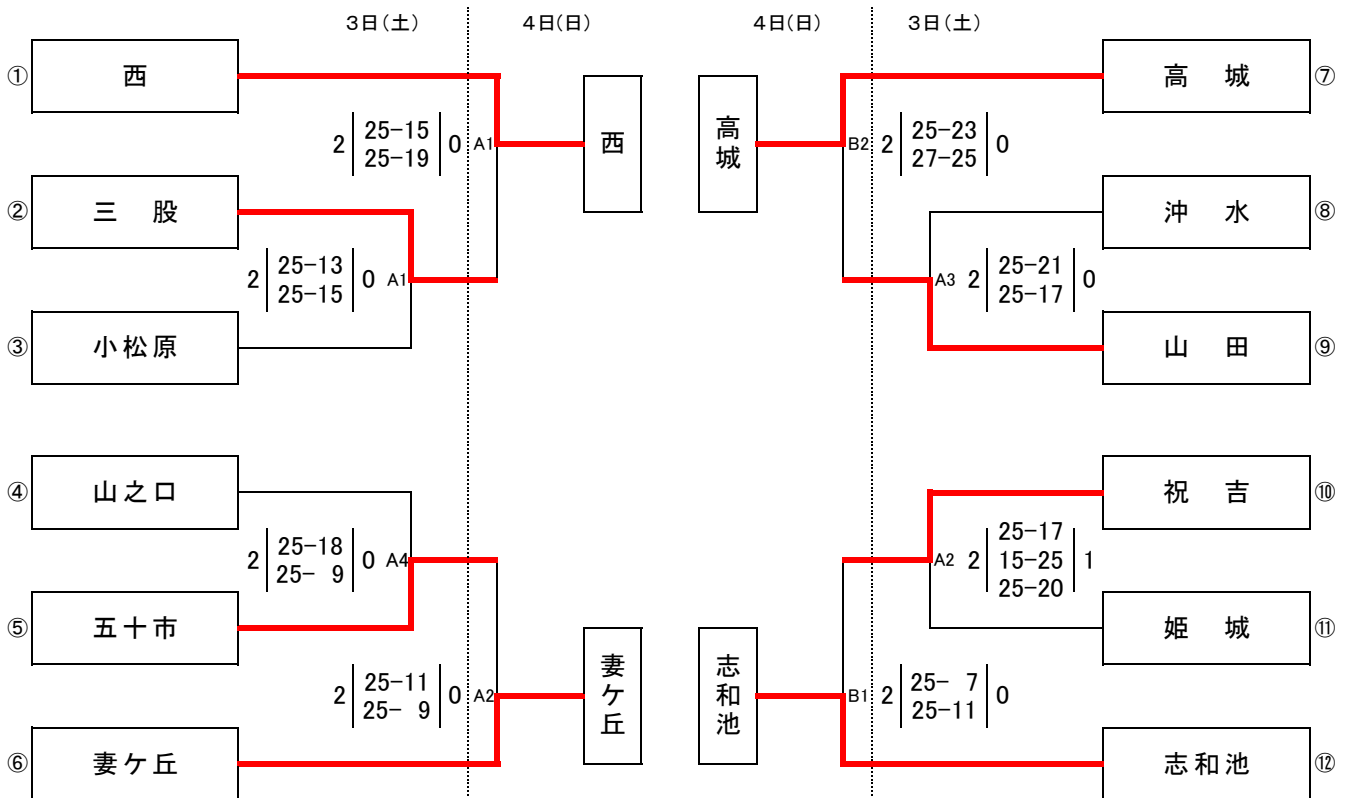 3日(土) 4日(日) 4日(日) 3日(土)
① 西
2 25-15 0 A1
25-19
西
② 三 股
2 25-13 0 A1
25-15
③ 小松原
④ 山之口
2 25-18 0 A4
25- 9
⑤ 五十市
2 25-11 0 A2
25- 9
妻ケ丘
⑥ 妻ケ丘
高 城 ⑦
高城
B2 2 25-23 0
27-25
沖 水 ⑧
A3 2 25-21 0
25-17
山 田 ⑨
祝 吉 ⑩
25-17
A2 2 15-25 1
25-20
姫 城 ⑪
志和池
B1 2 25- 7 0
25-11
志和池 ⑫